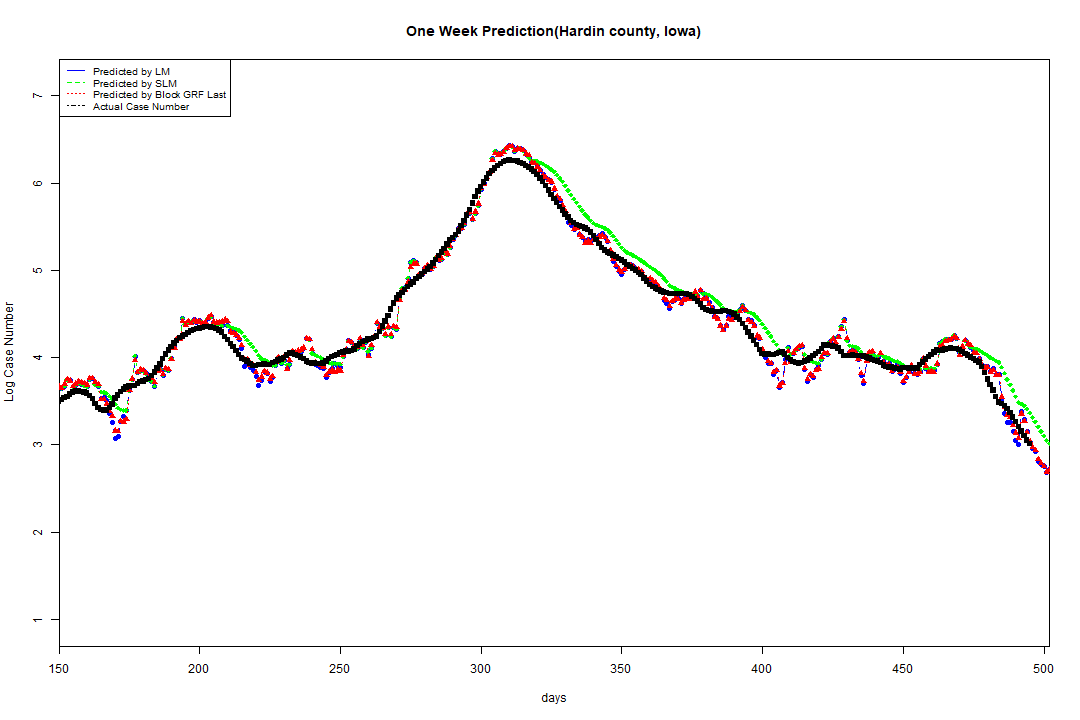 One Week Prediction(Hardin county, Iowa)
Predicted by LM
Predicted by SLM
Predicted by Block GRF Last
Actual Case Number
7
6
5
4
3
2
1
Log Case Number
150 200 250 300 350 400 450 500
days